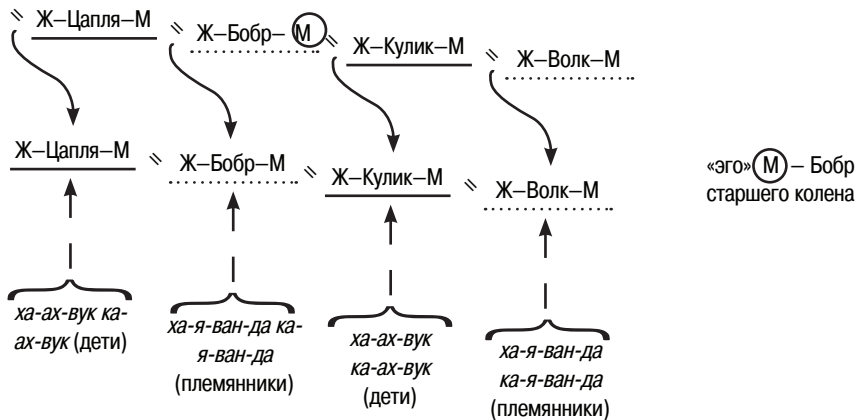 Ж–Цапля–М
Ж–Бобр– М
Ж–Кулик–М
Ж–Волк–М
Ж–Цапля–М
Ж–Бобр–М
Ж–Кулик–М
Ж–Волк–М
«эго» М – Бобр
старшего колена
ха-ах-вук ка-
ах-вук (дети)
ха-я-ван-да ка-
я-ван-да
(племянники)
ха-ах-вук
ка-ах-вук
(дети)
ха-я-ван-да
ка-я-ван-да
(племянники)